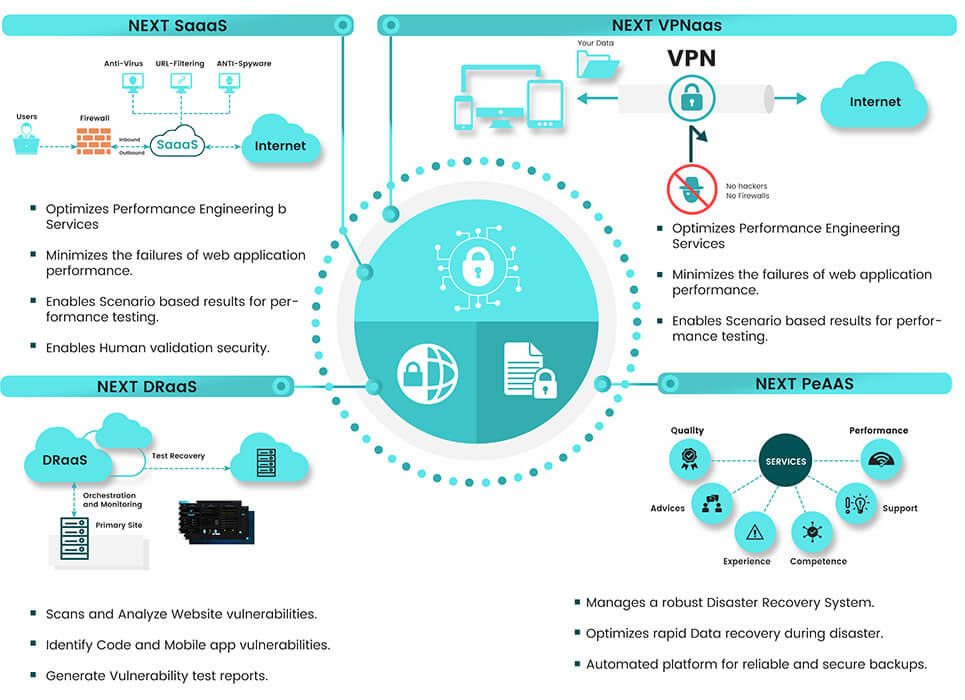 NEXT SaaaS
Anti-Virus
URL-Filtering
ANTI-Spyware
Users
Firewall
Inbound
Outbound
SaaaS
Internet
Optimizes Performance Engineering b
Services
Minimizes the failures of web application
performance.
Enables Scenario based results for per-
formance testing.
Enables Human validation security.
NEXT VPNaas
Your Data
VPN
Internet
No hackers
No Firewalls
Optimizes Performance Engineering
Services
Minimizes the failures of web application
performance.
Enables Scenario based results for perfor-
mance testing.
NEXT DRaaS
DRaaS
Test Recovery
Orchestration
and Monitoring
Primary Site
Scans and Analyze Website vulnerabilities.
Identify Code and Mobile app vulnerabilities.
Generate Vulnerability test reports.
NEXT PeAAS
Quality
Performance
SERVICES
Advices
Support
Experience
Competence
Manages a robust Disaster Recovery System.
Optimizes rapid Data recovery during disaster.
Automated platform for reliable and secure backups.